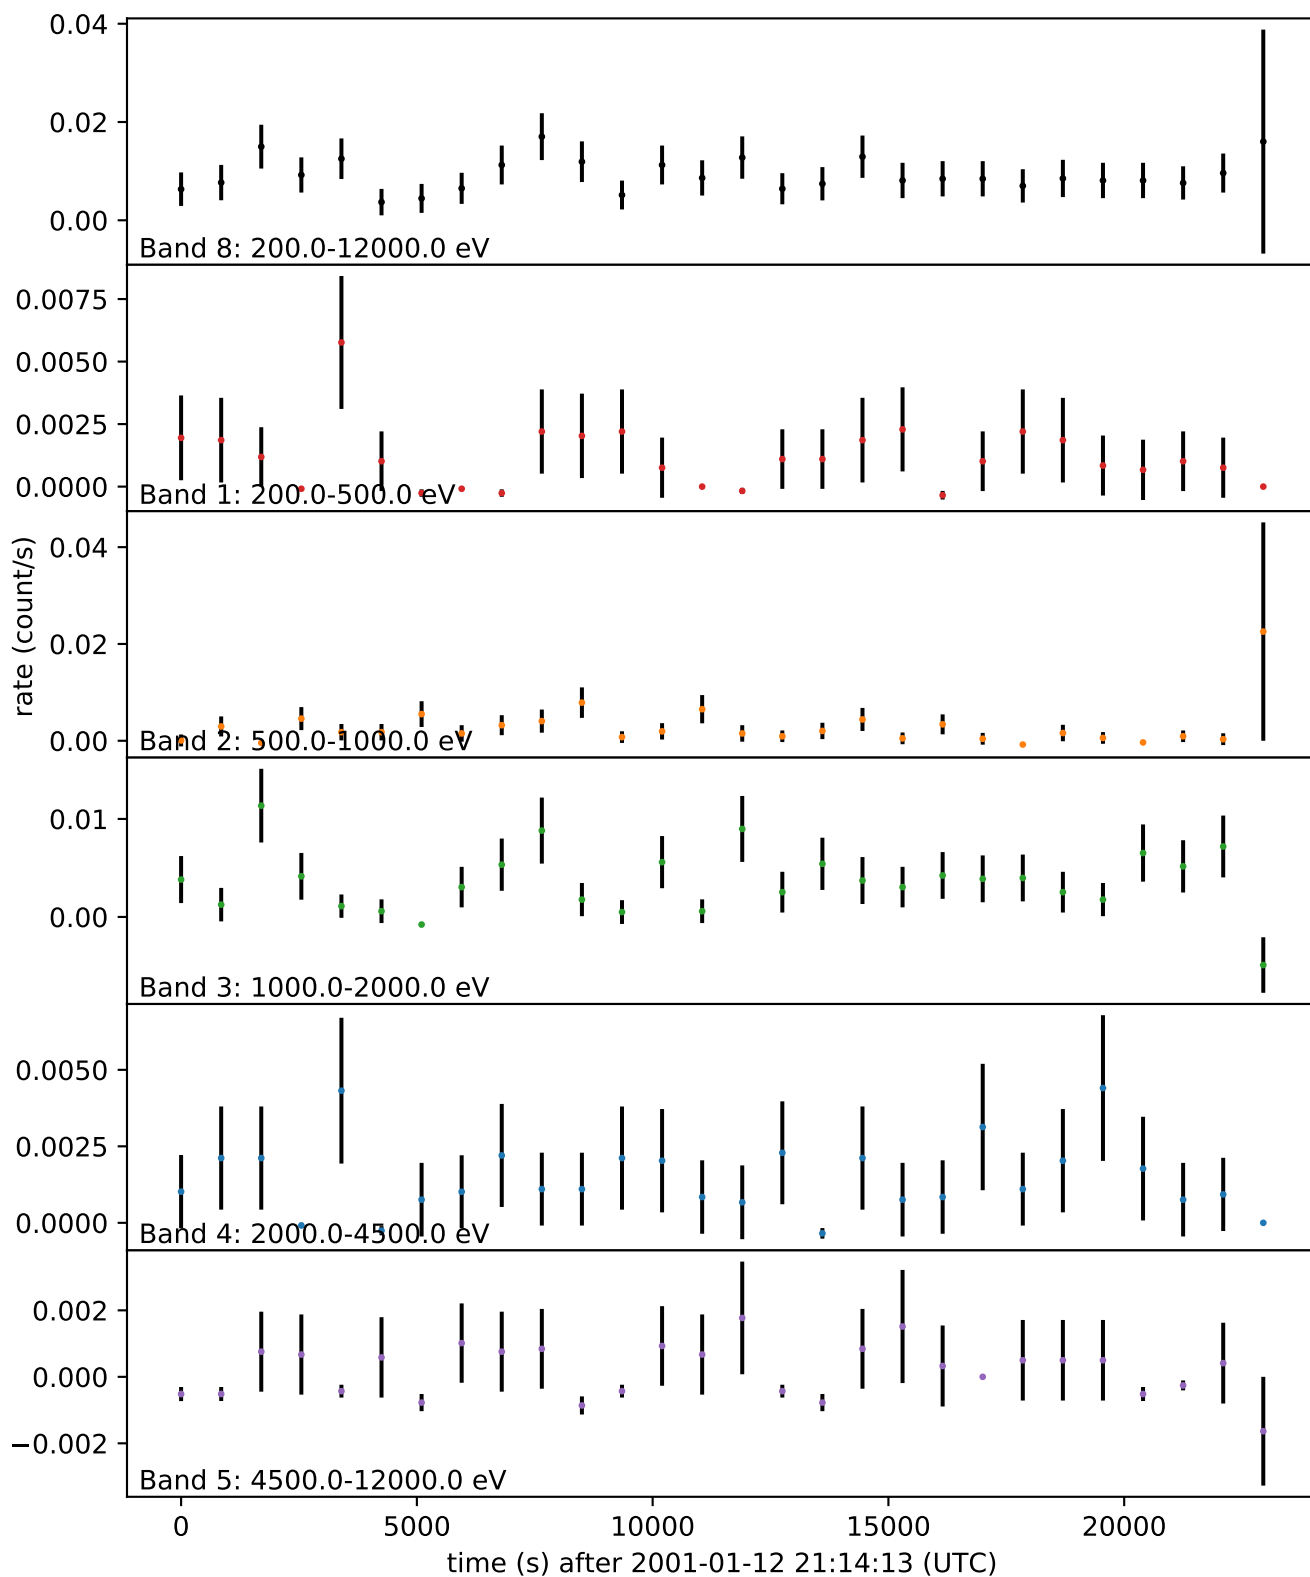 0.04
0.02
0.00
Band 8: 200.0-12000.0 eV
0.0075
0.0050
0.0025
0.0000
Band 1: 200.0-500.0 eV
rate (count/s)
0.04
0.02
0.00
Band 2: 500.0-1000.0 eV
0.01
0.00
Band 3: 1000.0-2000.0 eV
0.0050
0.0025
0.0000
Band 4: 2000.0-4500.0 eV
0.002
0.000
−0.002
Band 5: 4500.0-12000.0 eV
0 5000 10000 15000 20000
time (s) after 2001-01-12 21:14:13 (UTC)